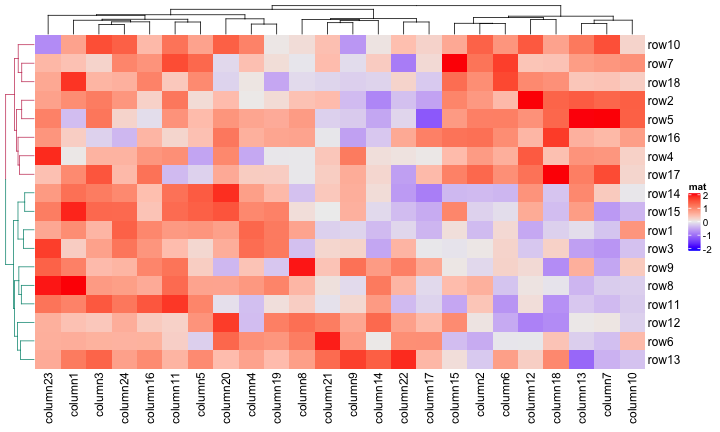 row10
row7
row18
row2
row5
row16
row4
row17
row14
row15
row1
row3
row9
row8
row11
row12
row6
row13
mat
2
1
0
-1
-2
column23
column1
column3
column24
column16
column11
column5
column20
column4
column19
column8
column21
column9
column14
column22
column17
column15
column2
column6
column12
column18
column13
column7
column10